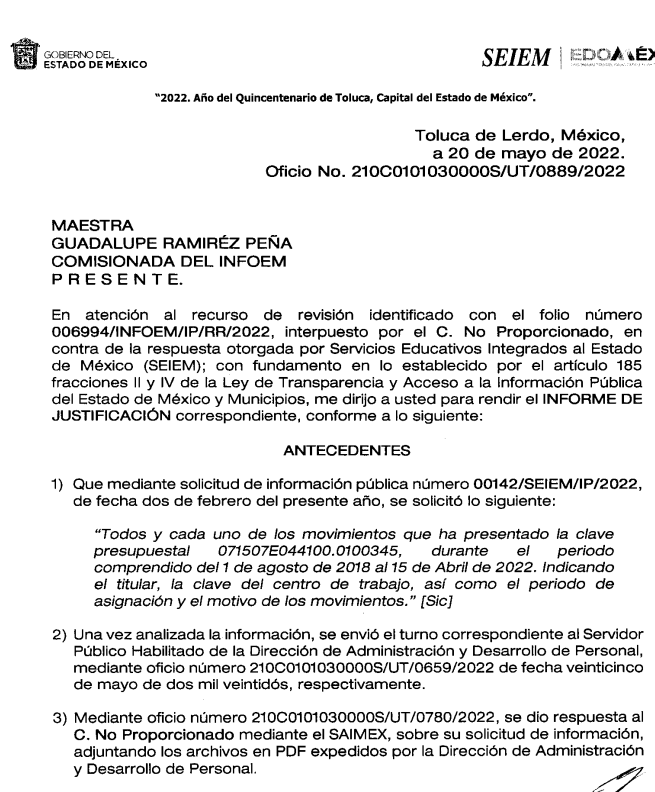 GOBIERNO DEL
ESTADO DE MÉXICO
SEIEM
EDOMÉX
"2022. Año del Quincentenario de Toluca, Capital del Estado de México".
Toluca de Lerdo, México,
a 20 de mayo de 2022.
Oficio No. 210C0101030000S/UT/0889/2022
MAESTRA
GUADALUPE RAMIRÉZ PEÑA
COMISIONADA DEL INFOEM
P R E S E N T E.
En atención al recurso de revisión identificado con el folio número
006994/INFOEM/IP/RR/2022, interpuesto por el C. No Proporcionado, en
contra de la respuesta otorgada por Servicios Educativos Integrados al Estado
de México (SEIEM); con fundamento en lo establecido por el artículo 185
fracciones II y IV de la Ley de Transparencia y Acceso a la Información Pública
del Estado de México y Municipios, me dirijo a usted para rendir el INFORME DE
JUSTIFICACIÓN correspondiente, conforme a lo siguiente:
ANTECEDENTES
1) Que mediante solicitud de información pública número 00142/SEIEM/IP/2022,
de fecha dos de febrero del presente año, se solicitó lo siguiente:
"Todos y cada uno de los movimientos que ha presentado la clave
presupuestal 071507E044100.0100345, durante el periodo
comprendido del 1 de agosto de 2018 al 15 de Abril de 2022. Indicando
el titular, la clave del centro de trabajo, así como el periodo de
asignación y el motivo de los movimientos." [Sic]
2) Una vez analizada la información, se envió el turno correspondiente al Servidor
Público Habilitado de la Dirección de Administración y Desarrollo de Personal,
mediante oficio número 210C0101030000S/UT/0659/2022 de fecha veinticinco
de mayo de dos mil veintidós, respectivamente.
3) Mediante oficio número 210C0101030000S/UT/0780/2022, se dio respuesta al
C. No Proporcionado mediante el SAIMEX, sobre su solicitud de información,
adjuntando los archivos en PDF expedidos por la Dirección de Administración
y Desarrollo de Personal.